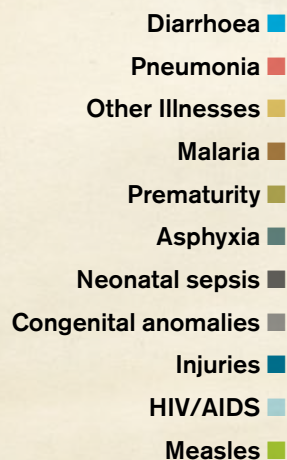 Diarrhoea
Pneumonia
Other Illnesses
Malaria
Prematurity
Asphyxia
Neonatal sepsis
Congenital anomalies
Injuries
HIV/AIDS
Measles